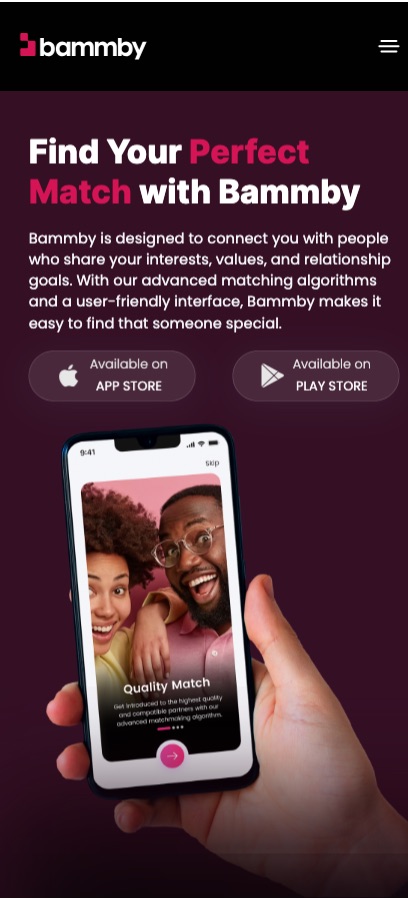 bammby
Find Your Perfect
Match with Bammby
Bammby is designed to connect you with people
who share your interests, values, and relationship
goals. With our advanced matching algorithms
and a user-friendly interface, Bammby makes it
easy to find that someone special.
Available on
APP STORE
Available on
PLAY STORE
9:41
Skip
Quality Match
Get introduced to the highest quality
and compatible partners with our
advanced matchmaking algorithm.